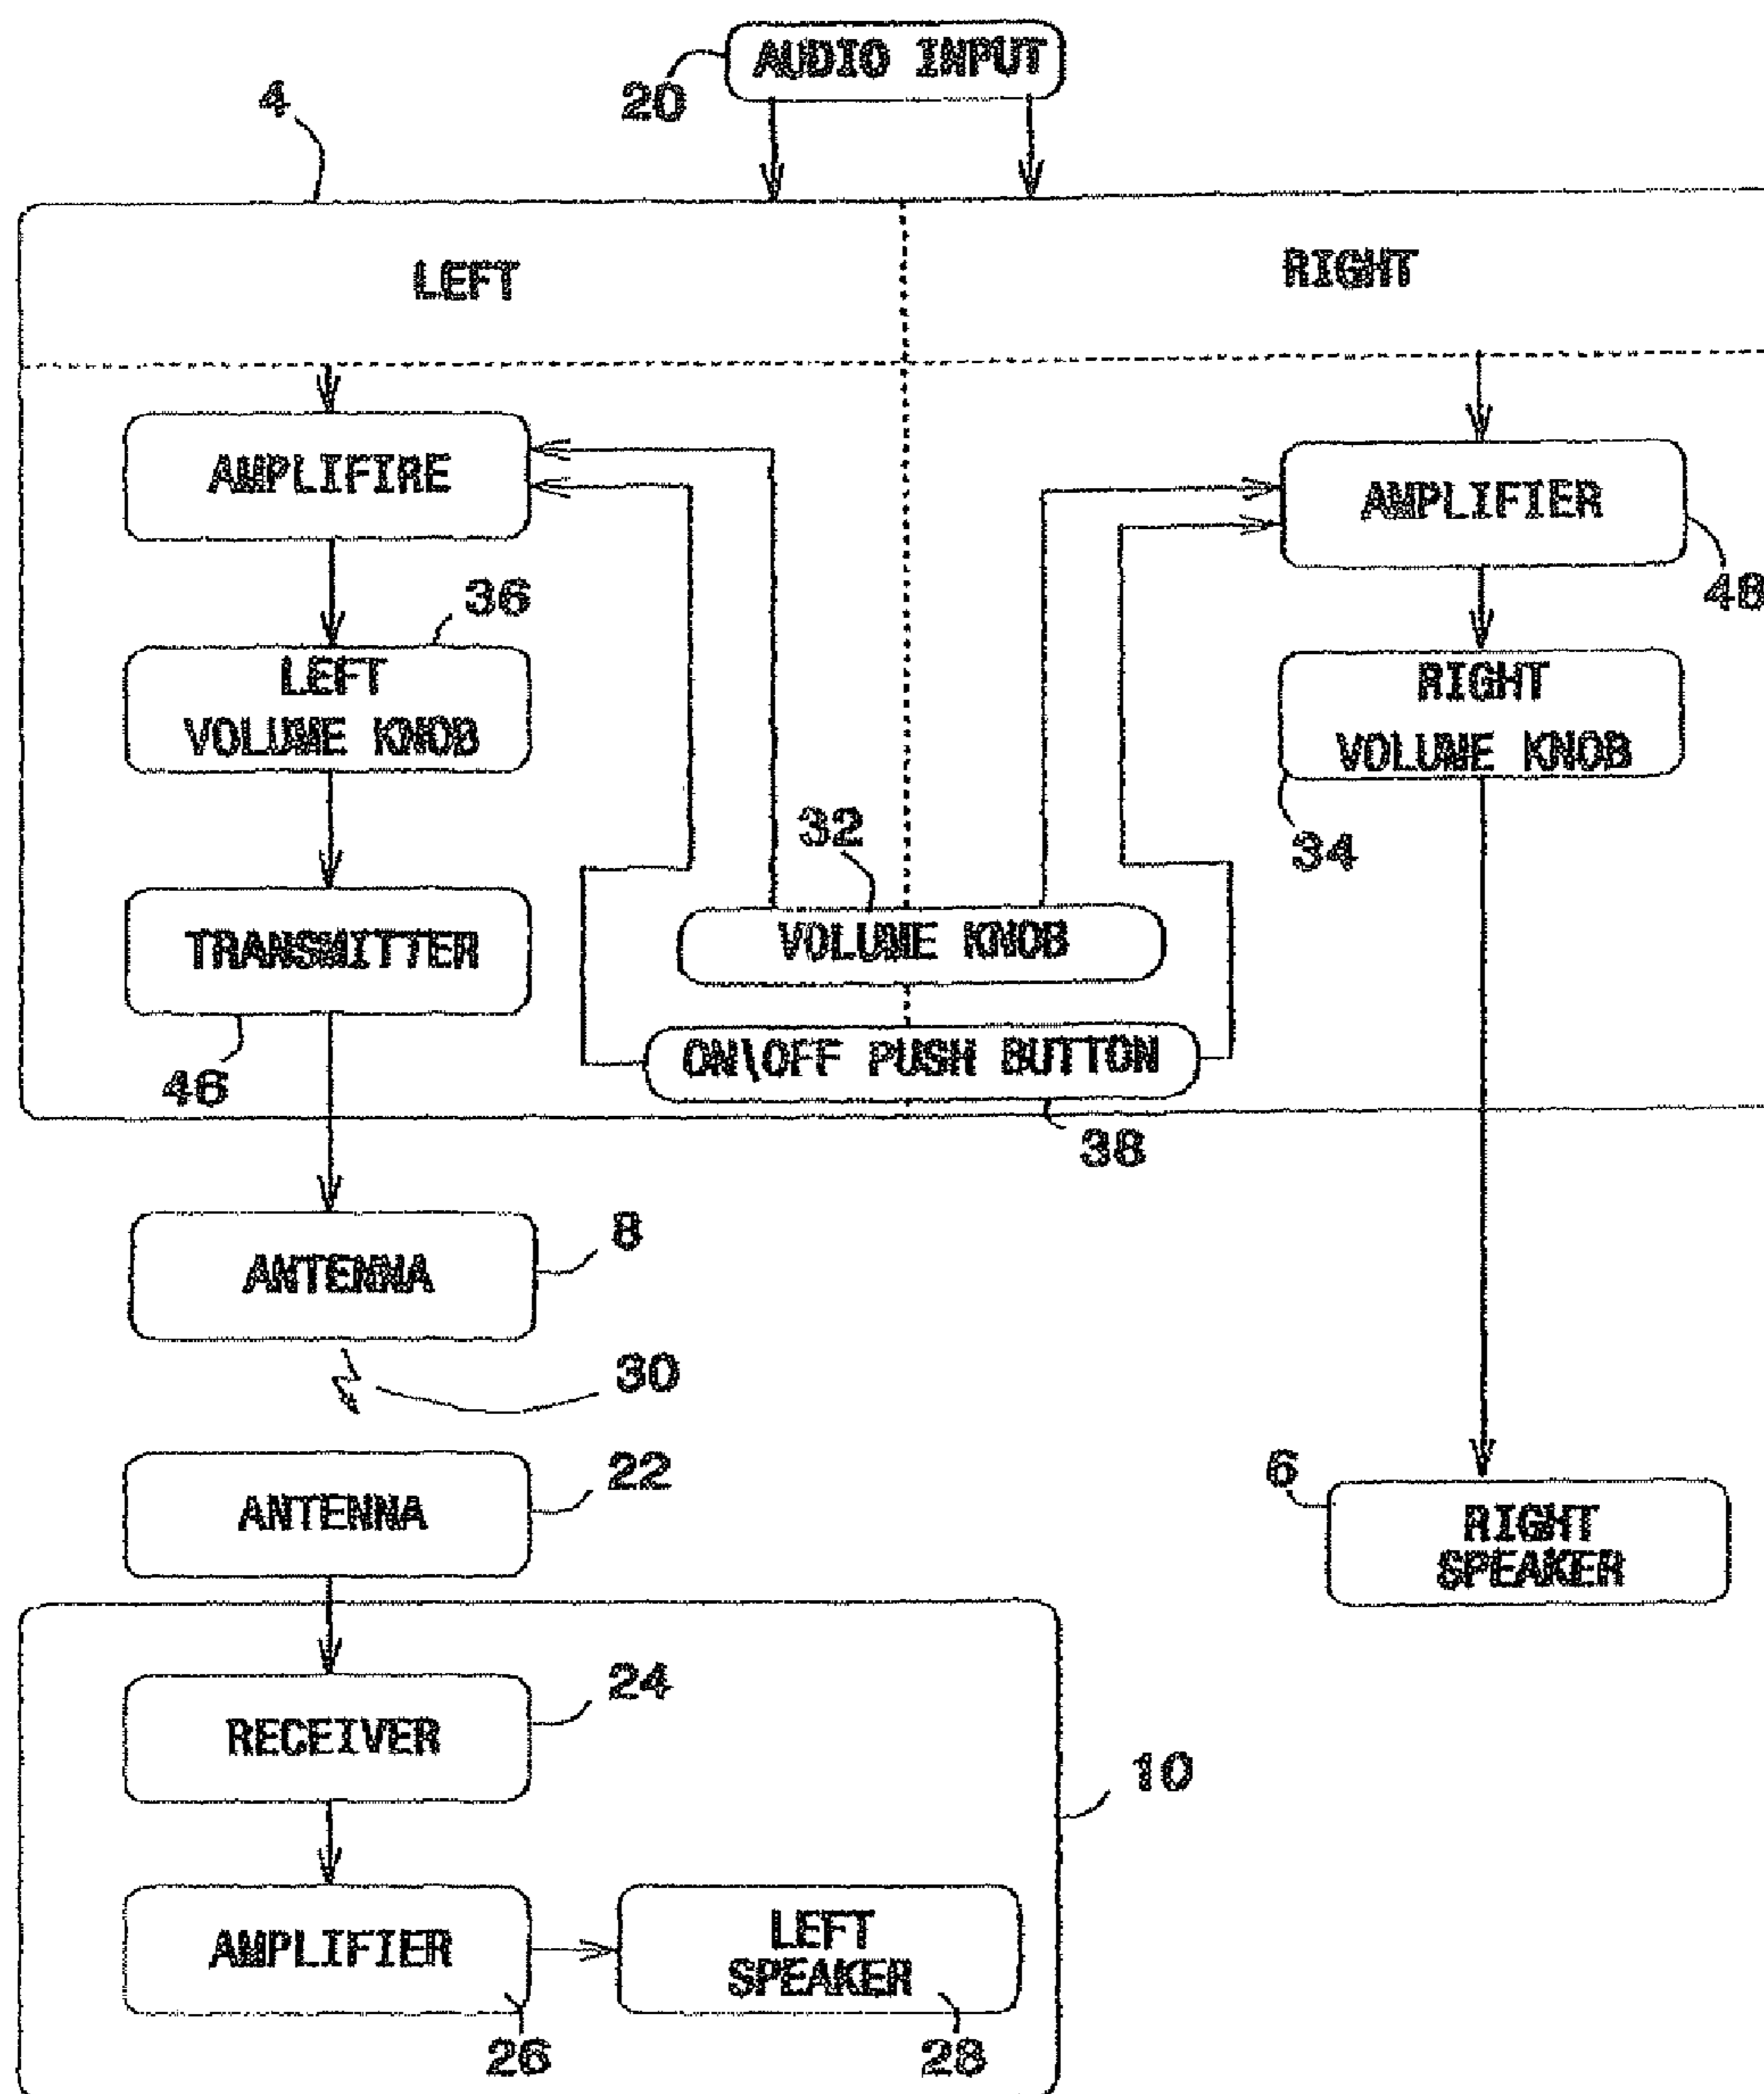 AUDIO INPUT
20
4
LEFT
RIGHT
AMPLIFIRE
AMPLIFIER
48
36
LEFT
VOLUME KNOB
RIGHT
VOLUME KNOB
34
32
VOLUME KNOB
TRANSMITTER
46
ON\OFF PUSH BUTTON
38
ANTENNA
8
30
ANTENNA
22
6
RIGHT
SPEAKER
RECEIVER
24
10
AMPLIFIER
26
LEFT
SPEAKER
28